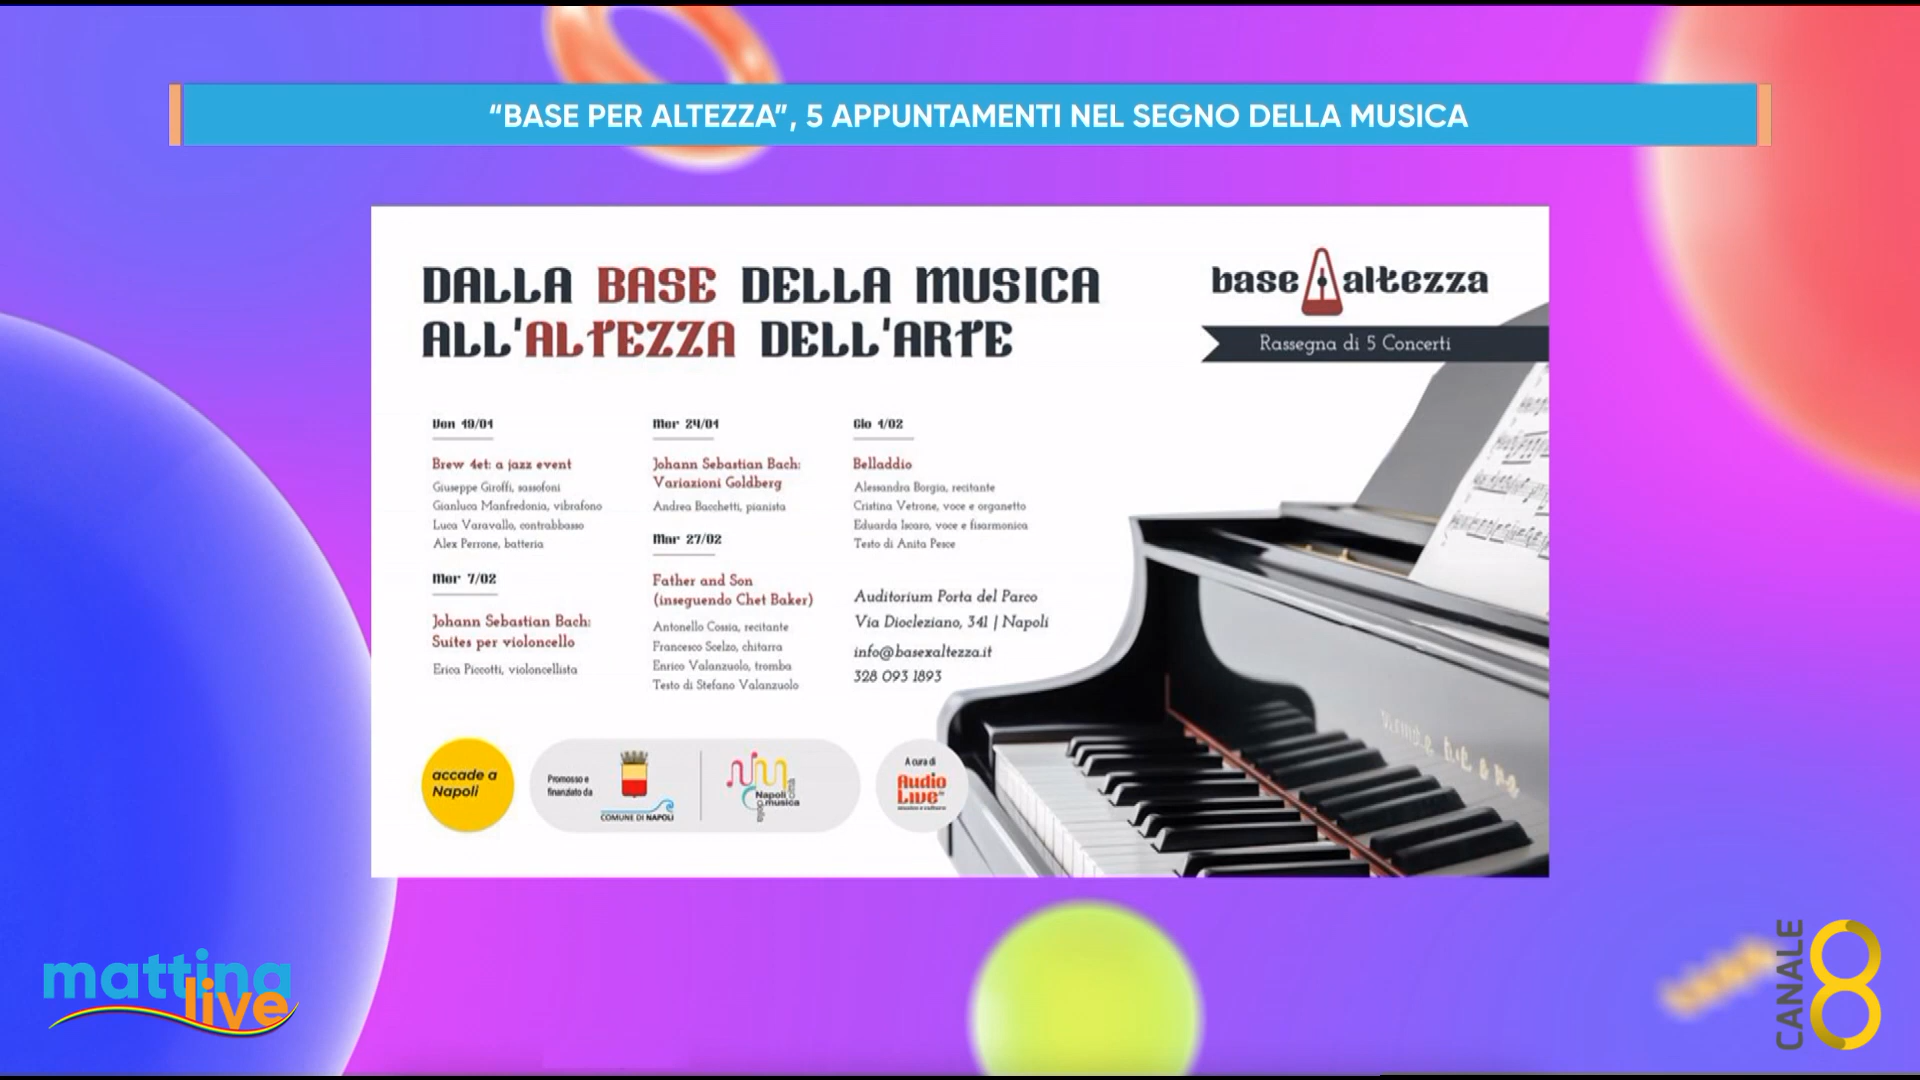 “BASE PER ALTEZZA”, 5 APPUNTAMENTI NEL SEGNO DELLA MUSICA
DALLA BASE DELLA MUSICA
ALL'ALTEZZA DELL'ARTE
base altezza
Rassegna di 5 Concerti
Ven 19/01
Brew 4et: a jazz event
Giuseppe Giroffi, sassofoni
Gianluca Manfredonia, vibrafono
Luca Varavallo, contrabbasso
Alex Perrone, batteria
Mer 7/02
Johann Sebastian Bach:
Suites per violoncello
Erica Piccotti, violoncellista
Mer 24/01
Johann Sebastian Bach:
Variazioni Goldberg
Andrea Bacchetti, pianista
Mar 27/02
Father and Son
(inseguendo Chet Baker)
Antonello Cossia, recitante
Francesco Scelzo, chitarra
Enrico Valanzuolo, tromba
Testo di Stefano Valanzuolo
Gio 1/02
Belladdio
Alessandra Borgia, recitante
Cristina Vetrone, voce e organetto
Eduarda Iscaro, voce e fisarmonica
Testo di Anita Pesce
Auditorium Porta del Parco
Via Diocleziano, 341 | Napoli
info@basexaltezza.it
328 093 1893
accade a
Napoli
Promosso e
finanziato da
COMUNE DI NAPOLI
Napoli città
della musica
A cura di
Audio
Live
musica e cultura
mattina
live
CANALE 8